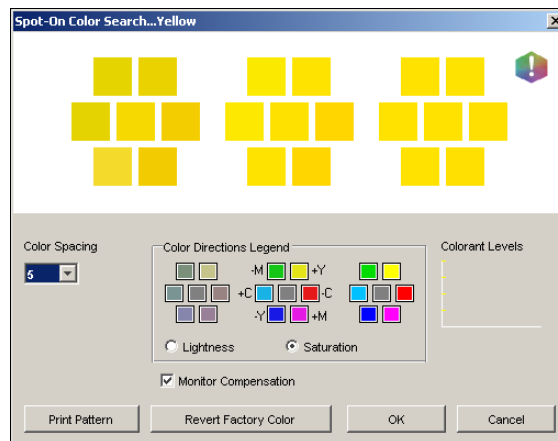 Spot-On Color Search...Yellow
Color Spacing
5
Color Directions Legend
-M +Y
+C -C
-Y +M
Lightness
Saturation
Colorant Levels
Monitor Compensation
Print Pattern
Revert Factory Color
OK
Cancel